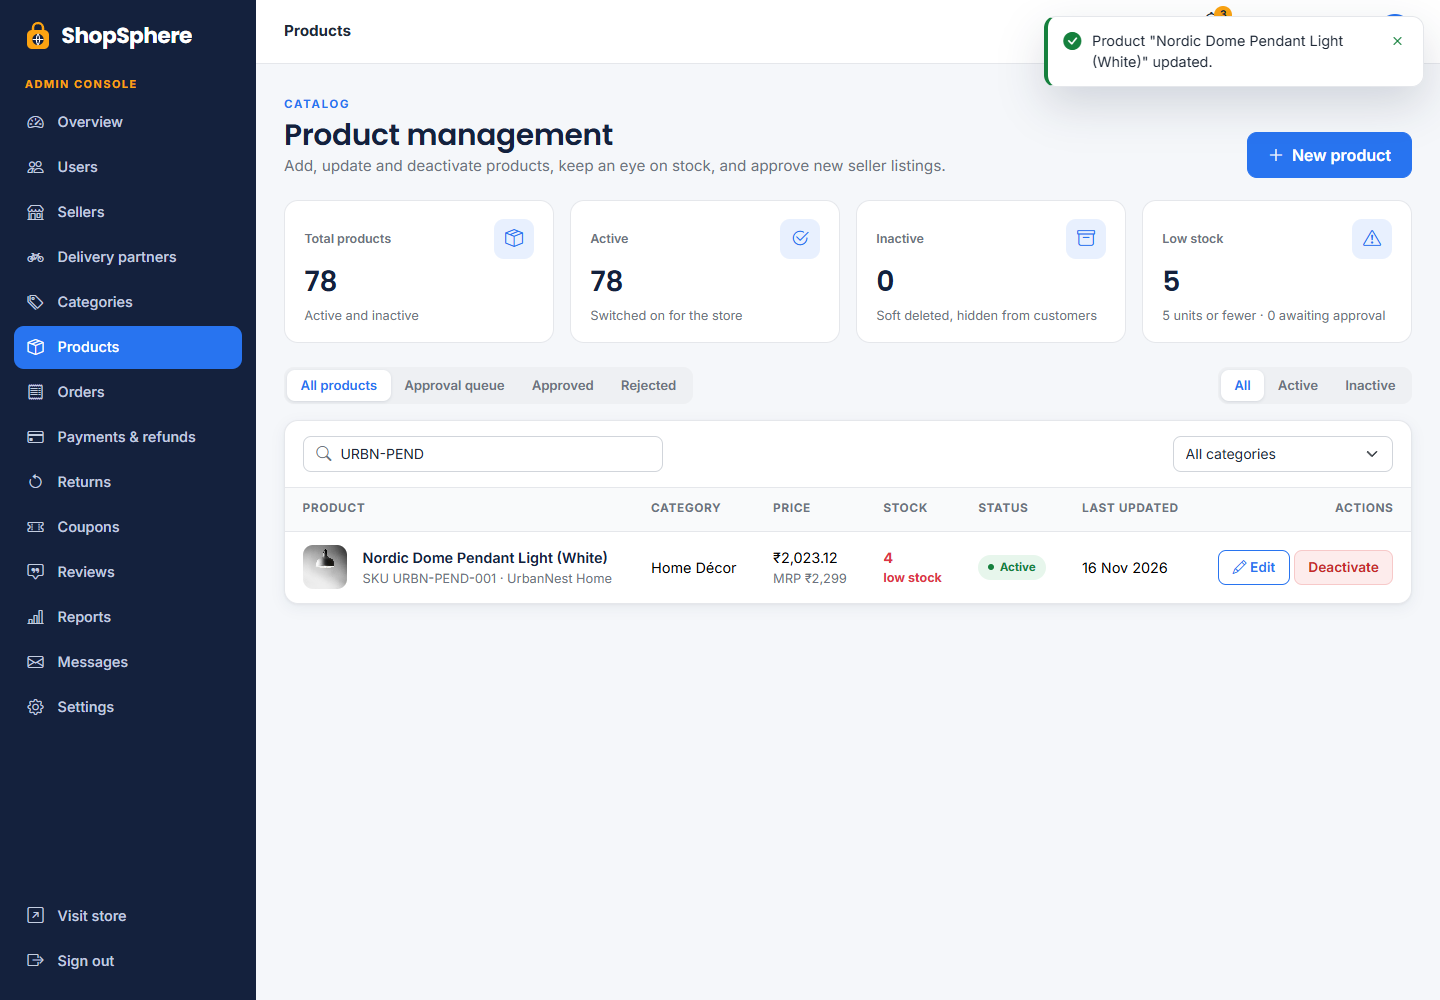 ShopSphere
ADMIN CONSOLE
Overview
Users
Sellers
Delivery partners
Categories
Products
Orders
Payments & refunds
Returns
Coupons
Reviews
Reports
Messages
Settings
Visit store
Sign out
Products
3
Product "Nordic Dome Pendant Light
(White)" updated.
CATALOG
Product management
Add, update and deactivate products, keep an eye on stock, and approve new seller listings.
New product
Total products
78
Active and inactive
Active
78
Switched on for the store
Inactive
0
Soft deleted, hidden from customers
Low stock
5
5 units or fewer · 0 awaiting approval
All products Approval queue Approved Rejected
All Active Inactive
URBN-PEND
All categories
PRODUCT CATEGORY PRICE STOCK STATUS LAST UPDATED ACTIONS
Nordic Dome Pendant Light (White)
SKU URBN-PEND-001 · UrbanNest Home
Home Décor
₹2,023.12
MRP ₹2,299
4
low stock
Active
16 Nov 2026
Edit
Deactivate